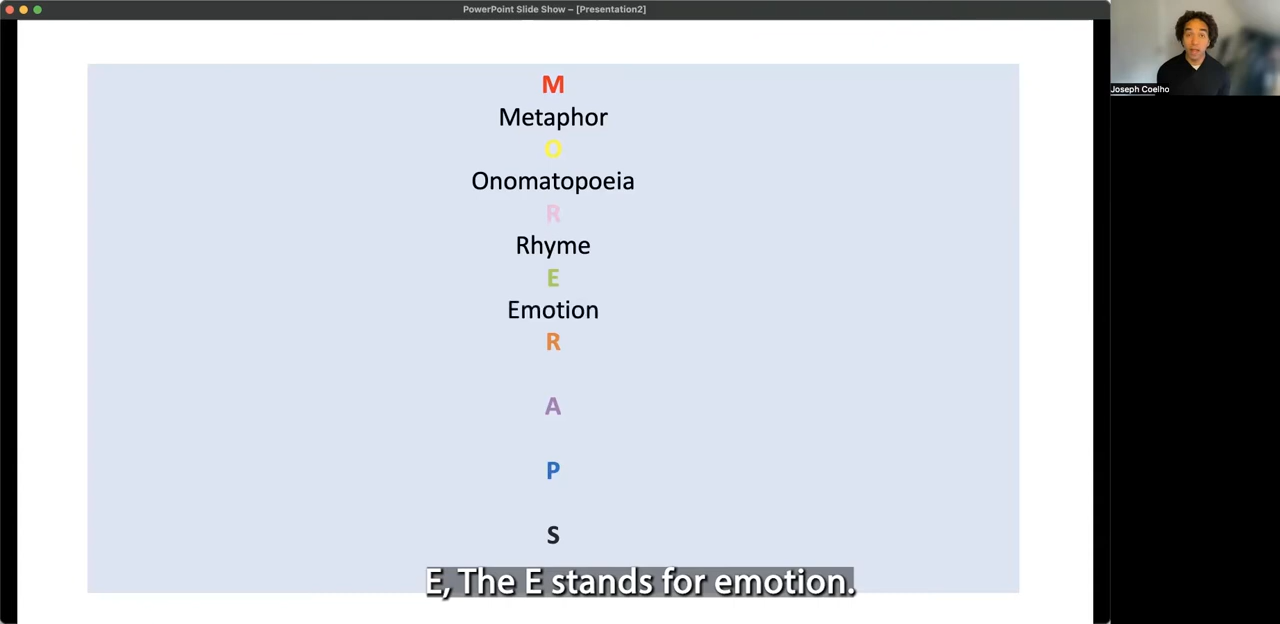 PowerPoint Slide Show – [Presentation2]
Joseph Coelho
M
Metaphor
O
Onomatopoeia
R
Rhyme
E
Emotion
R
A
P
S
E, The E stands for emotion.